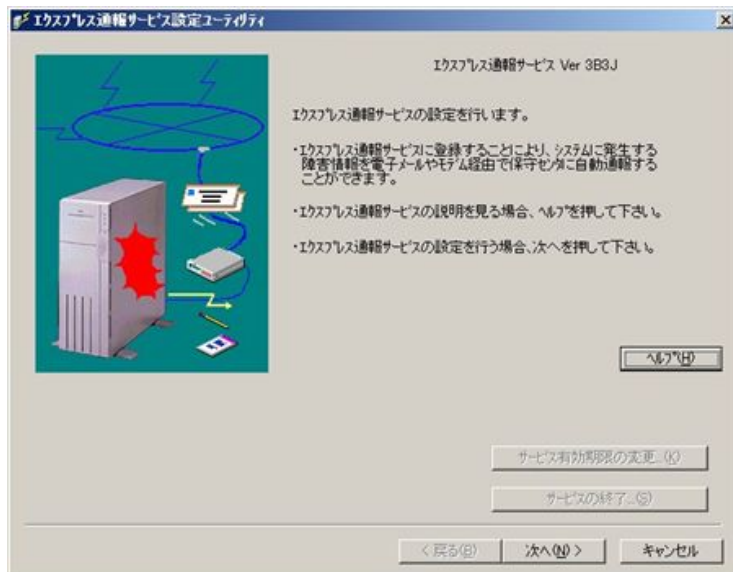 エクスプレス通報サービス設定ユーティリティ
エクスプレス通報サービス Ver 3B3J
エクスプレス通報サービスの設定を行います。
・エクスプレス通報サービスに登録することにより、システムに発生する
障害情報を電子メールやモデム経由で保守センタに自動通報する
ことができます。
・エクスプレス通報サービスの説明を見る場合、ヘルプを押して下さい。
・エクスプレス通報サービスの設定を行う場合、次へを押して下さい。
ヘルプ(H)
サービス有効期限の変更...(K)
サービスの終了...(S)
< 戻る(B)
次へ(N) >
キャンセル